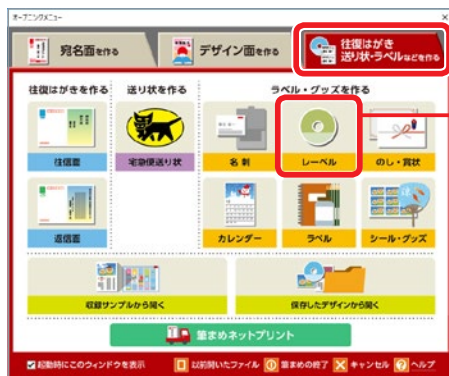 オープニングメニュー
宛名面を作る
デザイン面を作る
往復はがき
送り状・ラベルなどを作る
往復はがきを作る
送り状を作る
ラベル・グッズを作る
往信面
宅急便送り状
名刺
レーベル
のし・賞状
返信面
カレンダー
ラベル
シール・グッズ
収録サンプルから開く
保存したデザインから開く
筆まめネットプリント
起動時にこのウィンドウを表示
以前開いたファイル
筆まめの終了
キャンセル
ヘルプ